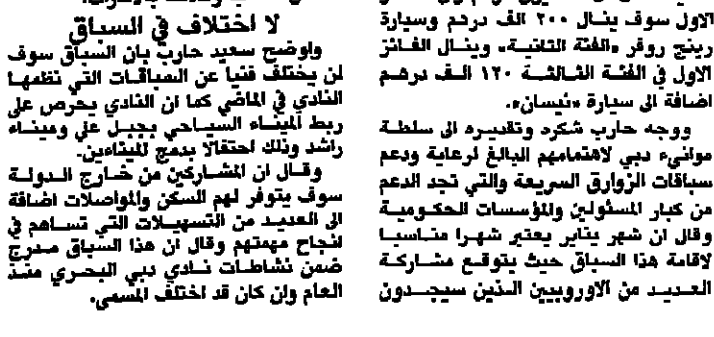 الاول سوف ينال ٢٠٠ الف درهم وسيارة
رينج روفر «الفئة الثانية» وينال الفائز
الاول في الفئة الثالثة ١٢٠ الف درهم
اضافة الى سيارة «نيسان».
ووجه حارب شكره وتقديره الى سلطة
موانيء دبي لاهتمامهم البالغ لرعاية ودعم
سباقات الزوارق السريعة والتي تجد الدعم
من كبار المسئولين والمؤسسات الحكومية
وقال ان شهر يناير يعتبر شهرا مناسبا
لاقامة هذا السباق حيث يتوقع مشاركة
العديد من الاوروبيين الذين سيجدون
لا اختلاف في السباق
واوضح سعيد حارب بان السباق سوف
لن يختلف فنيا عن السباقات التي نظمها
النادي في الماضي كما ان النادي يحرص على
ربط الميناء السياحي بجبل علي وميناء
راشد وذلك احتفالا بدمج الميناءين.
وقال ان المشاركين من خارج الدولة
سوف يتوفر لهم السكن والمواصلات اضافة
الى العديد من التسهيلات التي تساهم في
انجاح مهمتهم وقال ان هذا السباق مدرج
ضمن نشاطات نادي دبي البحري منذ
العام وان كان قد اختلف المسمى.